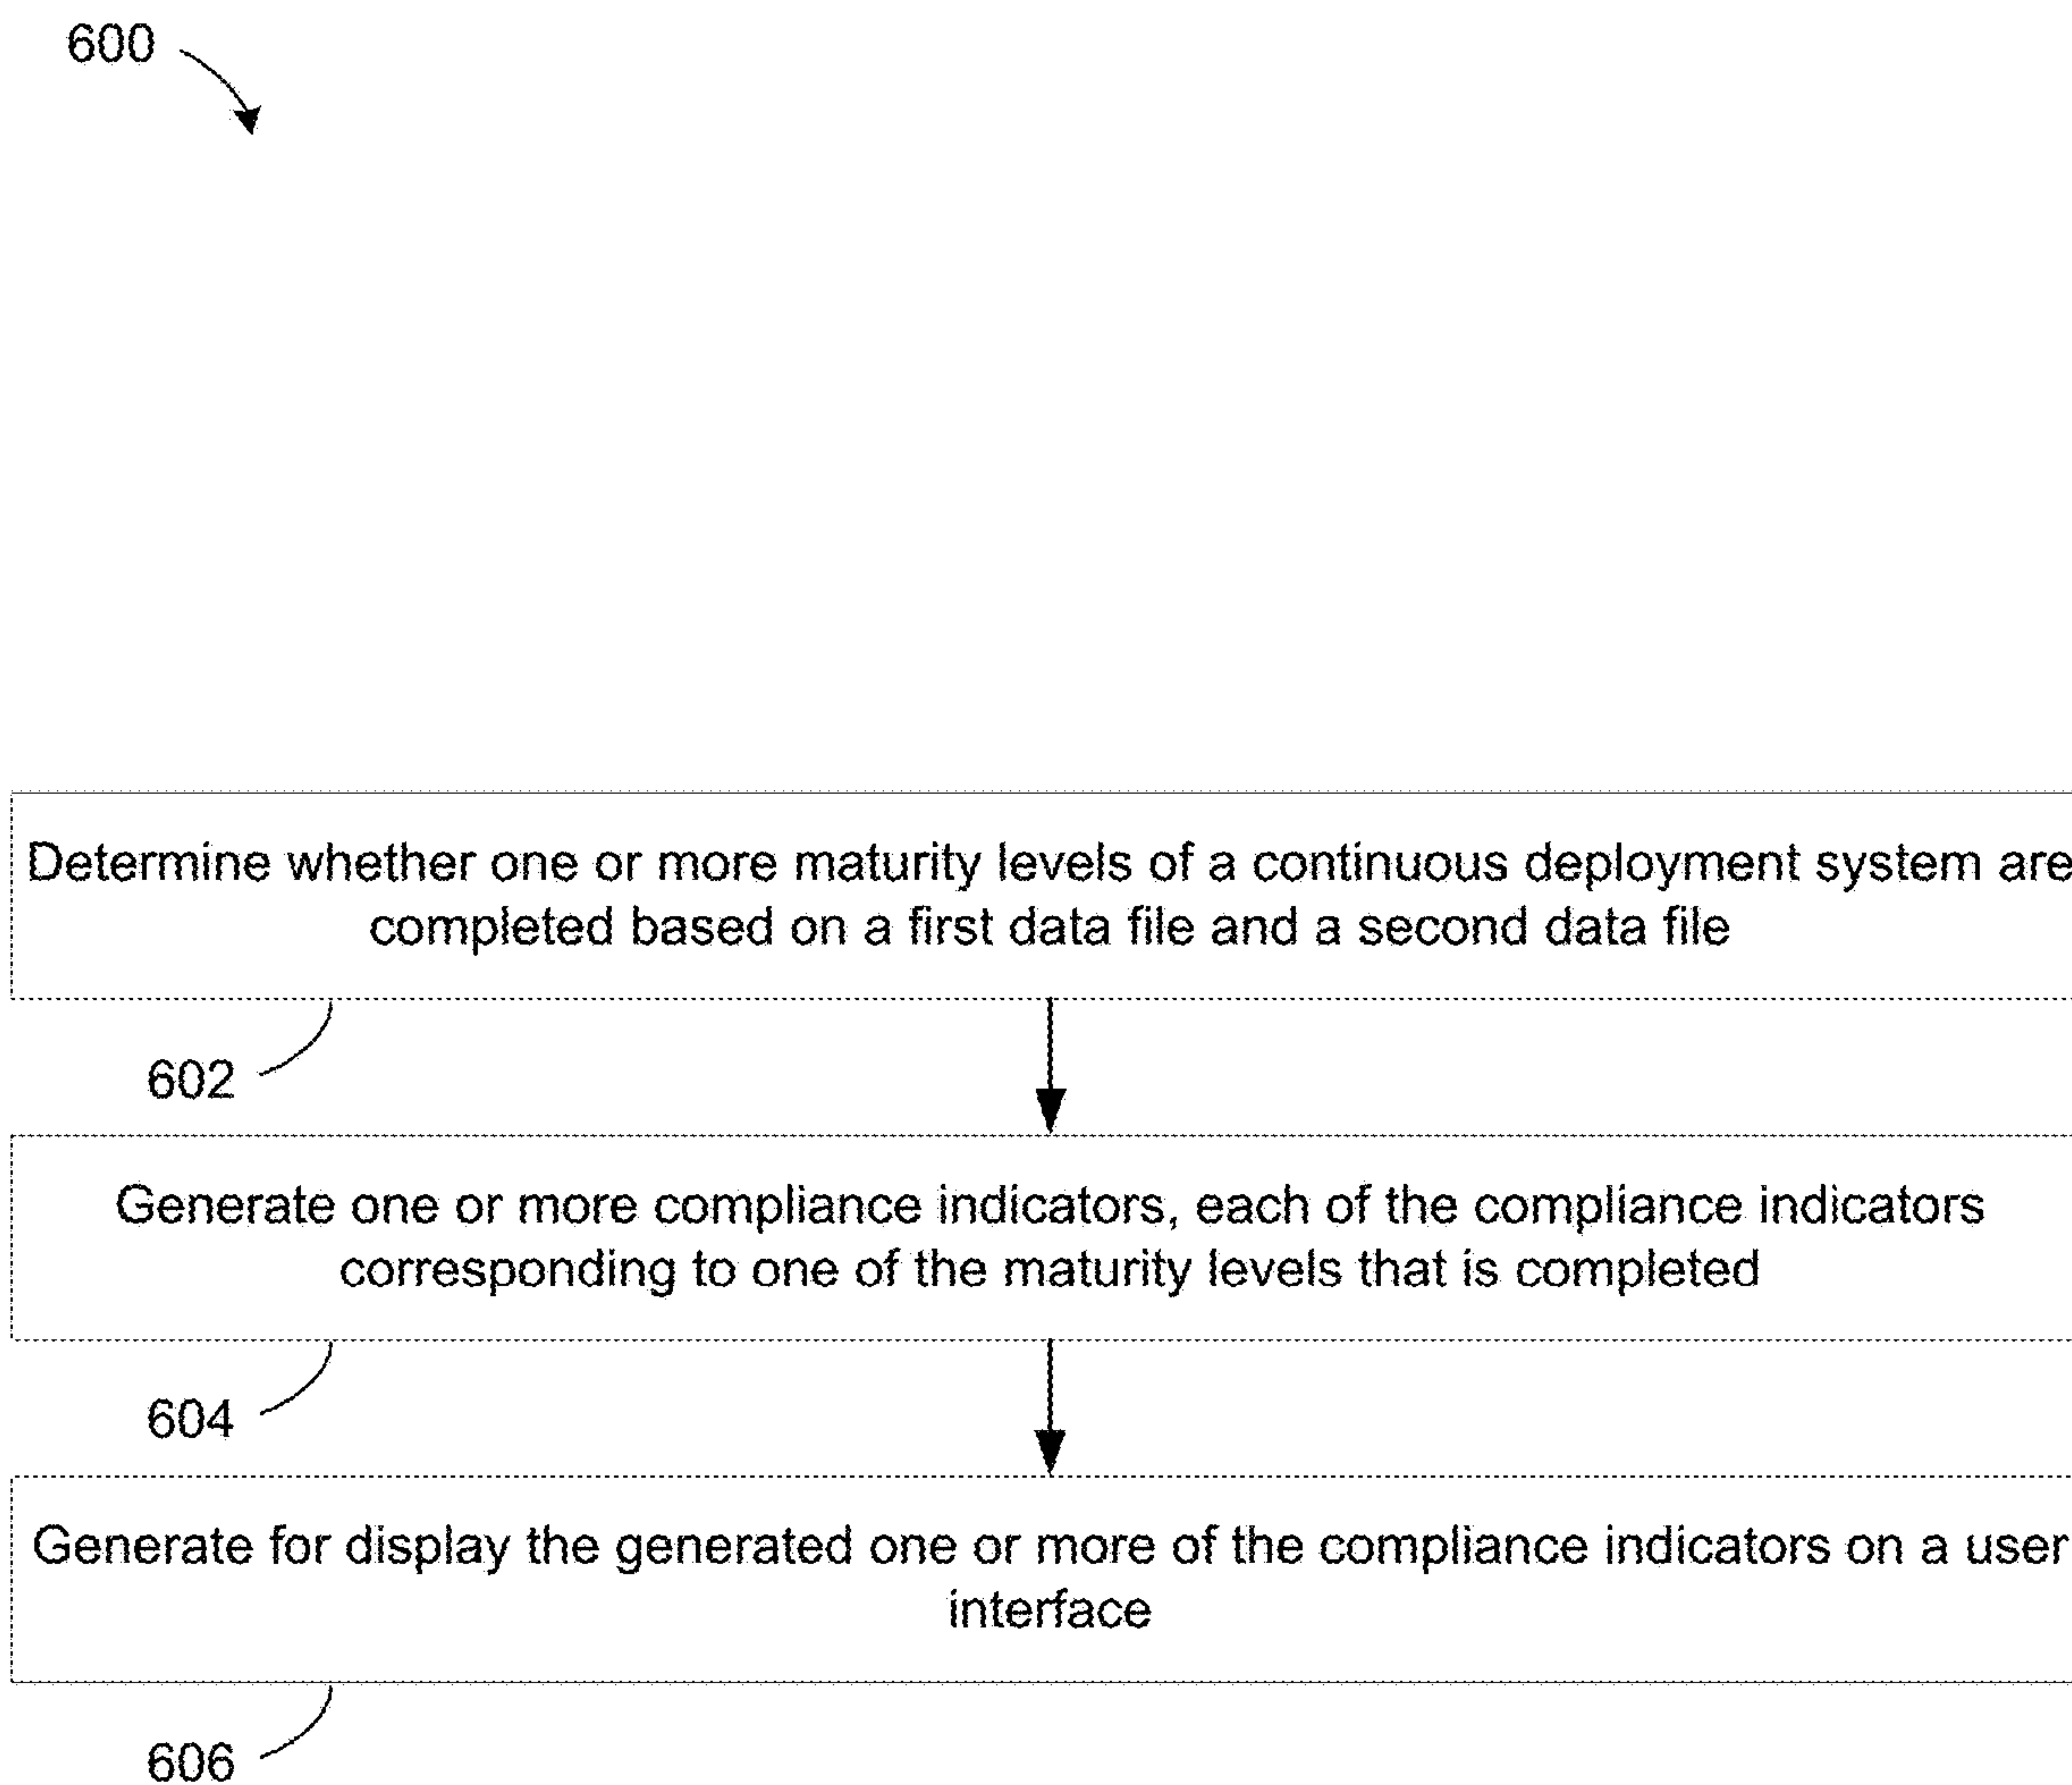 600
Determine whether one or more maturity levels of a continuous deployment system are
completed based on a first data file and a second data file
602
Generate one or more compliance indicators, each of the compliance indicators
corresponding to one of the maturity levels that is completed
604
Generate for display the generated one or more of the compliance indicators on a user
interface
606